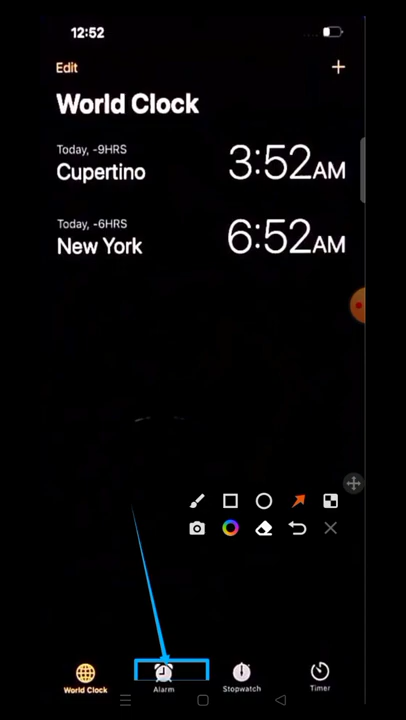 12:52
Edit
World Clock
Today, -9HRS
Cupertino
3:52AM
Today, -6HRS
New York
6:52AM
World Clock
Alarm
Stopwatch
Timer